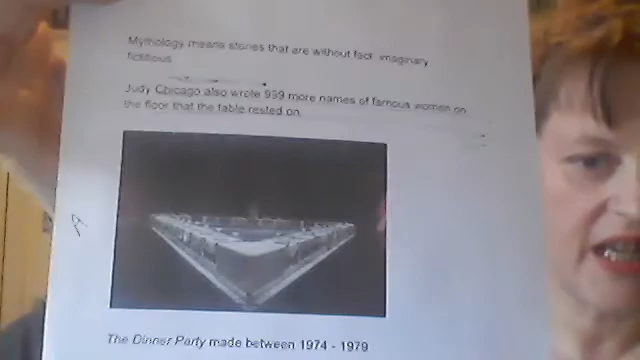 Mythology means stories that are without fact imaginary
fictitious
Judy Chicago also wrote 939 more names of famous women on
the floor that the table rested on.
A
The Dinner Party made between 1974 - 1979